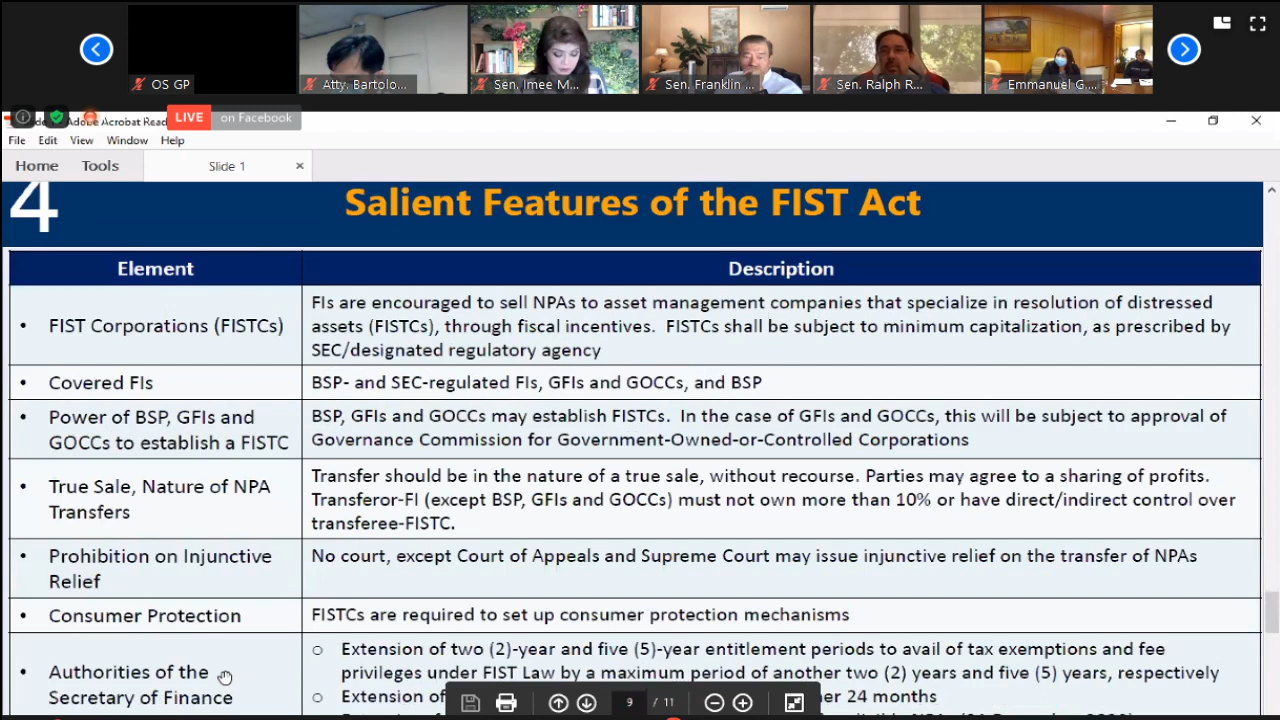 OS GP
Atty. Bartolo...
Sen. Imee M...
Sen. Franklin ...
Sen. Ralph R...
Emmanuel G....
Adobe Acrobat Read
LIVE on Facebook
File Edit View Window Help
Home Tools Slide 1
4 Salient Features of the FIST Act
Element Description
• FIST Corporations (FISTCs)
FIs are encouraged to sell NPAs to asset management companies that specialize in resolution of distressed
assets (FISTCs), through fiscal incentives. FISTCs shall be subject to minimum capitalization, as prescribed by
SEC/designated regulatory agency
• Covered FIs
BSP- and SEC-regulated FIs, GFIs and GOCCs, and BSP
• Power of BSP, GFIs and
GOCCs to establish a FISTC
BSP, GFIs and GOCCs may establish FISTCs. In the case of GFIs and GOCCs, this will be subject to approval of
Governance Commission for Government-Owned-or-Controlled Corporations
• True Sale, Nature of NPA
Transfers
Transfer should be in the nature of a true sale, without recourse. Parties may agree to a sharing of profits.
Transferor-FI (except BSP, GFIs and GOCCs) must not own more than 10% or have direct/indirect control over
transferee-FISTC.
• Prohibition on Injunctive
Relief
No court, except Court of Appeals and Supreme Court may issue injunctive relief on the transfer of NPAs
• Consumer Protection
FISTCs are required to set up consumer protection mechanisms
• Authorities of the
Secretary of Finance
o Extension of two (2)-year and five (5)-year entitlement periods to avail of tax exemptions and fee
privileges under FIST Law by a maximum period of another two (2) years and five (5) years, respectively
o Extension of
her 24 months
9 / 11